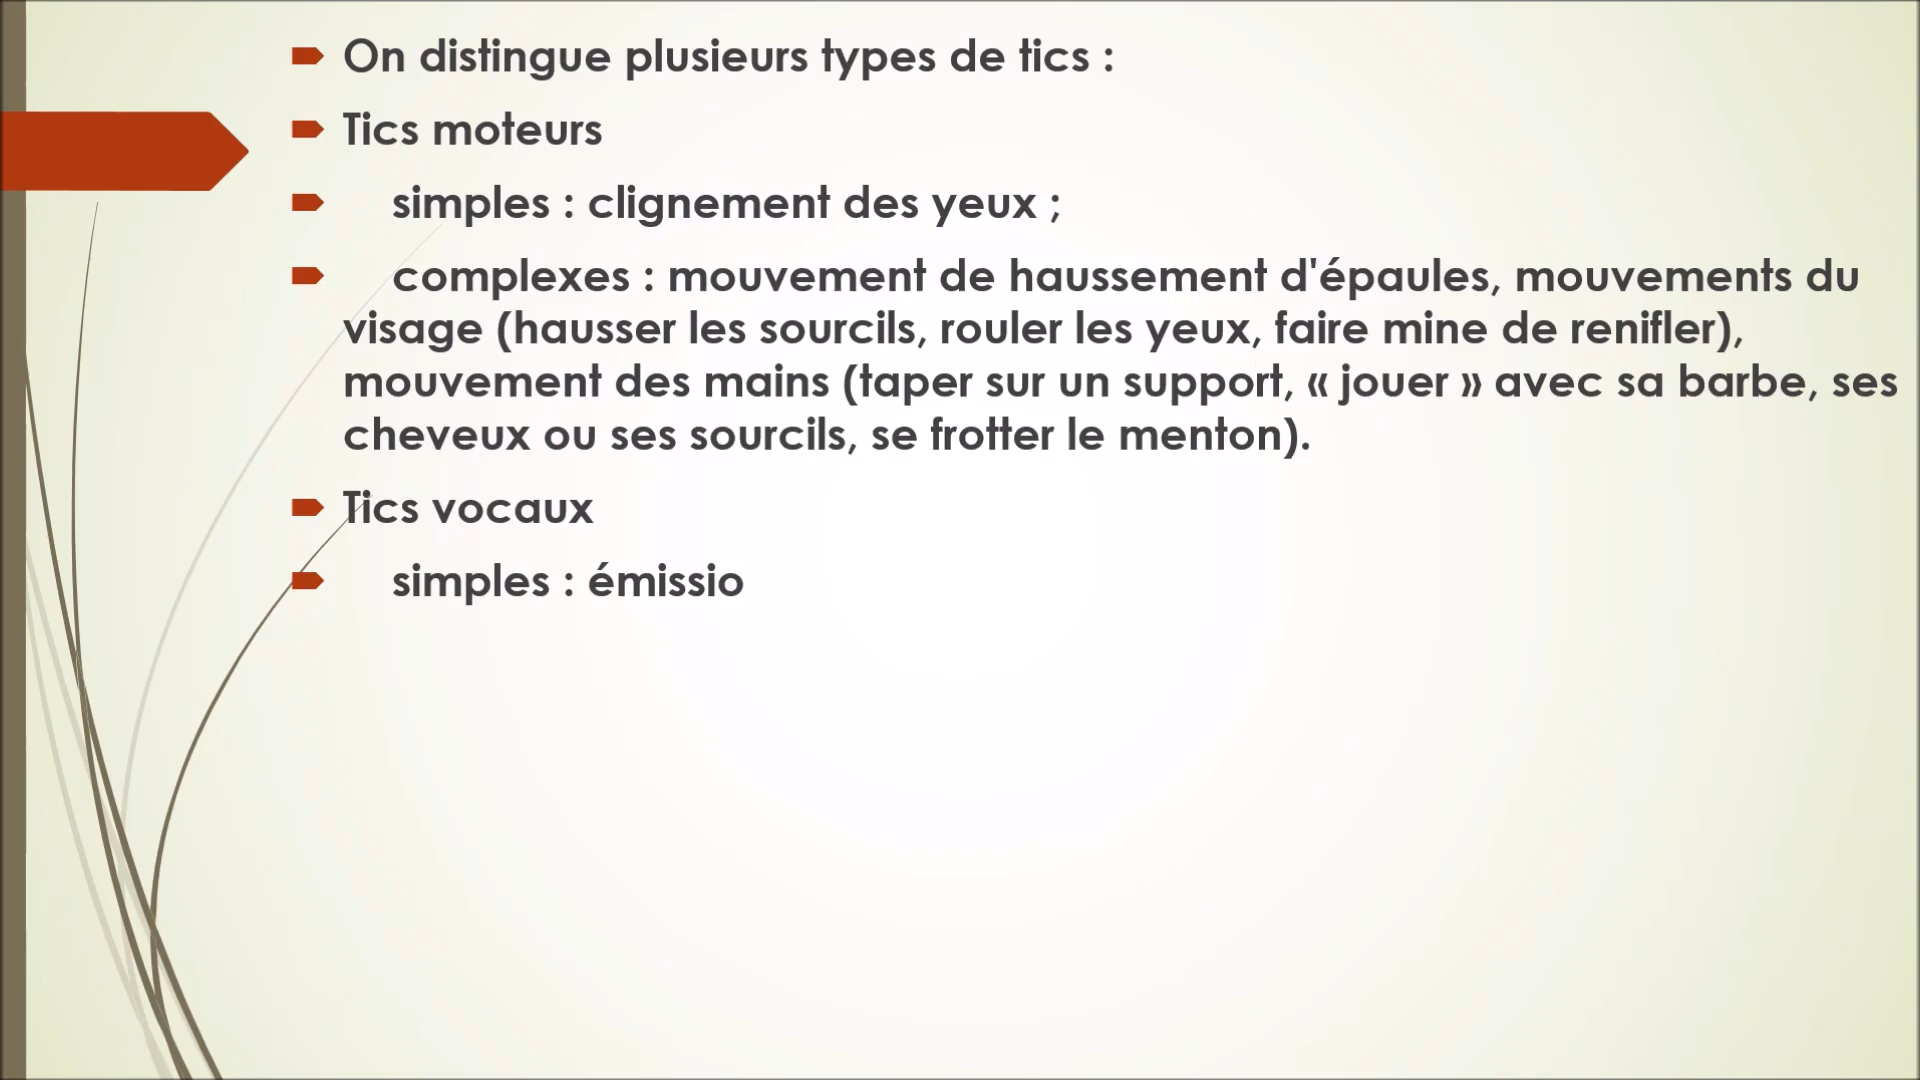 On distingue plusieurs types de tics :
Tics moteurs
simples : clignement des yeux ;
complexes : mouvement de haussement d'épaules, mouvements du
visage (hausser les sourcils, rouler les yeux, faire mine de renifler),
mouvement des mains (taper sur un support, « jouer » avec sa barbe, ses
cheveux ou ses sourcils, se frotter le menton).
Tics vocaux
simples : émissio